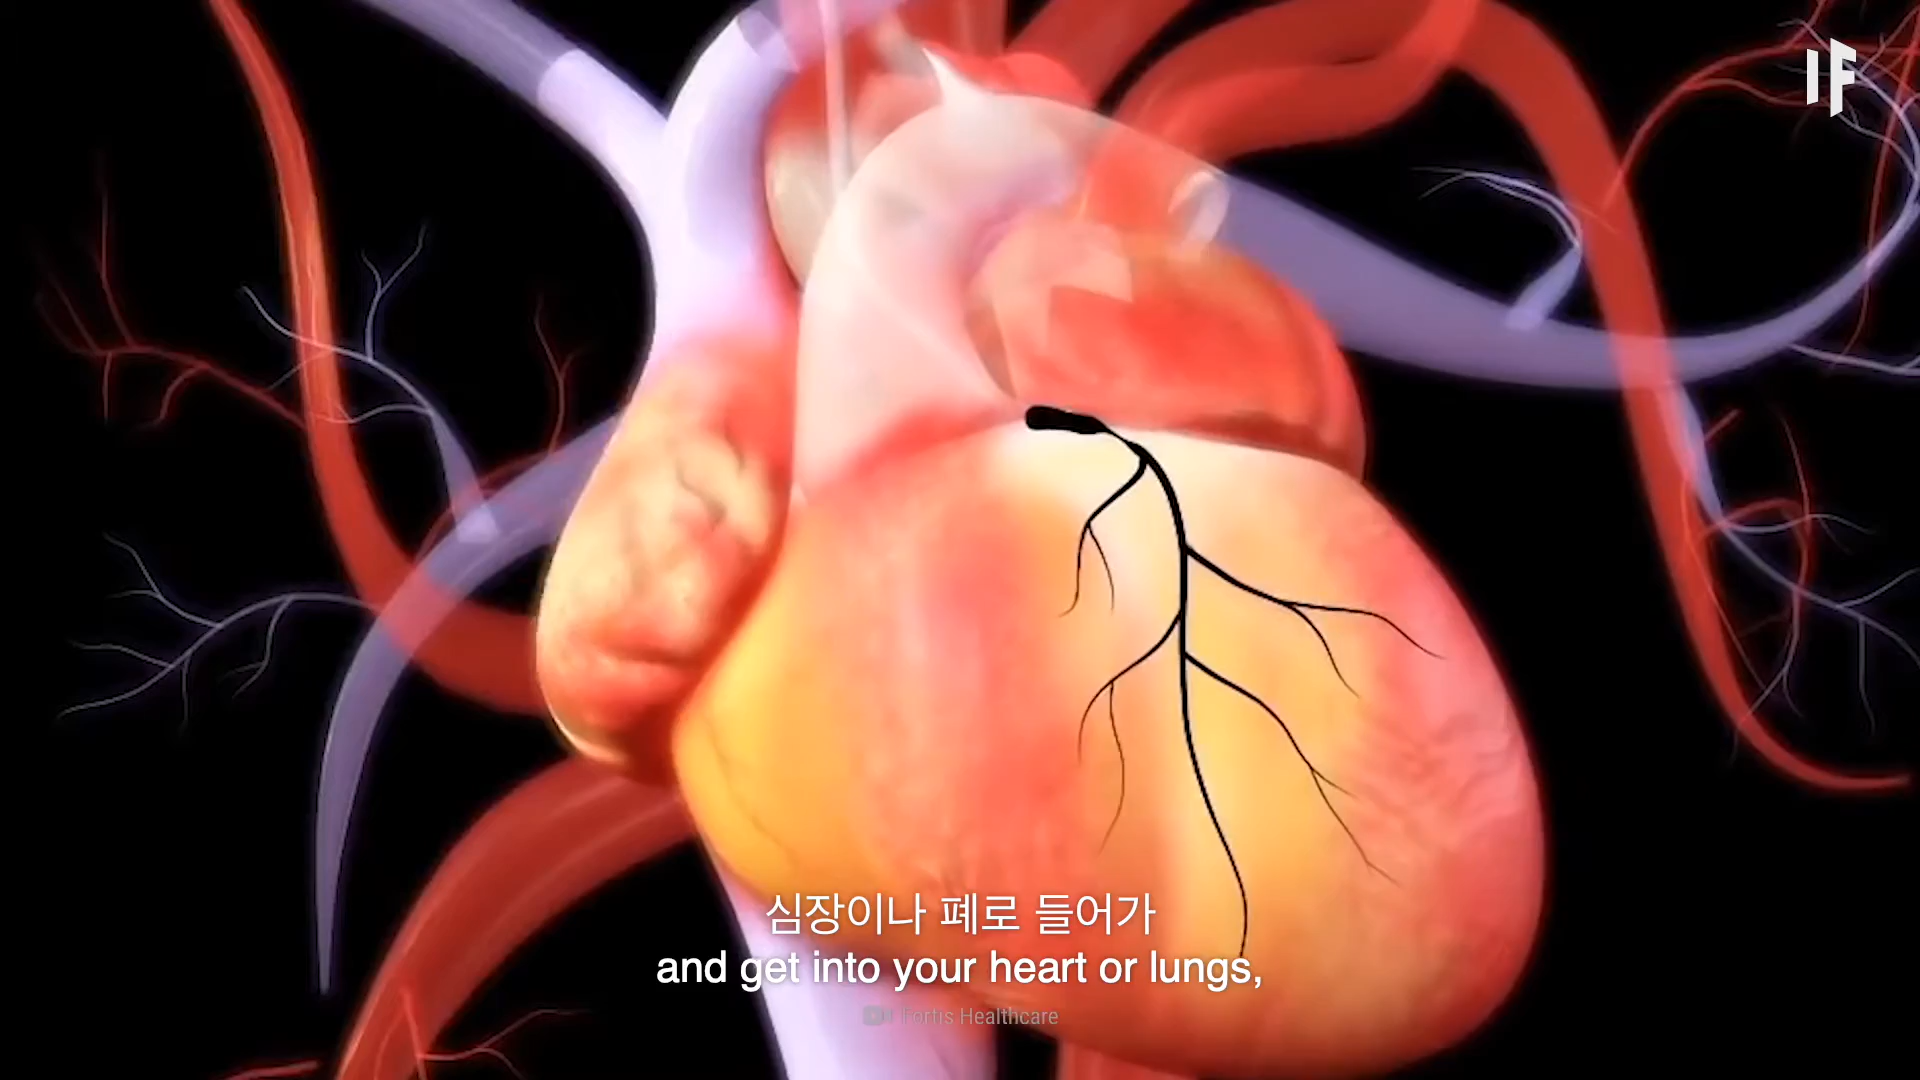 IF
심장이나 폐로 들어가
and get into your heart or lungs,
Fortis Healthcare